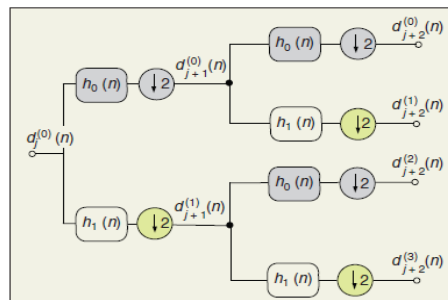 d_{j+2}^{(0)}(n)
h_0 (n) ↓2
d_{j+1}^{(0)}(n)
h_0 (n) ↓2
d_{j+2}^{(1)}(n)
h_1 (n) ↓2
d_j^{(0)}(n)
d_{j+2}^{(2)}(n)
h_0 (n) ↓2
d_{j+1}^{(1)}(n)
h_1 (n) ↓2
d_{j+2}^{(3)}(n)
h_1 (n) ↓2